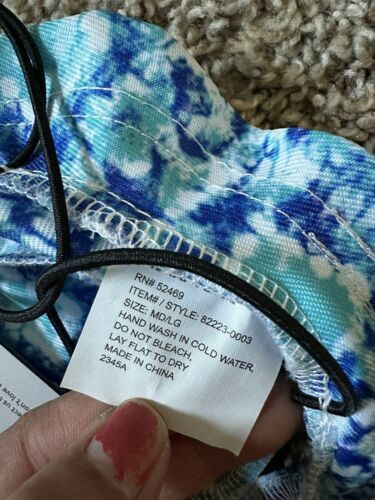 RN# 52469
ITEM# / STYLE: 82223-0003
SIZE: MD/LG
HAND WASH IN COLD WATER.
DO NOT BLEACH.
LAY FLAT TO DRY
MADE IN CHINA
2345A